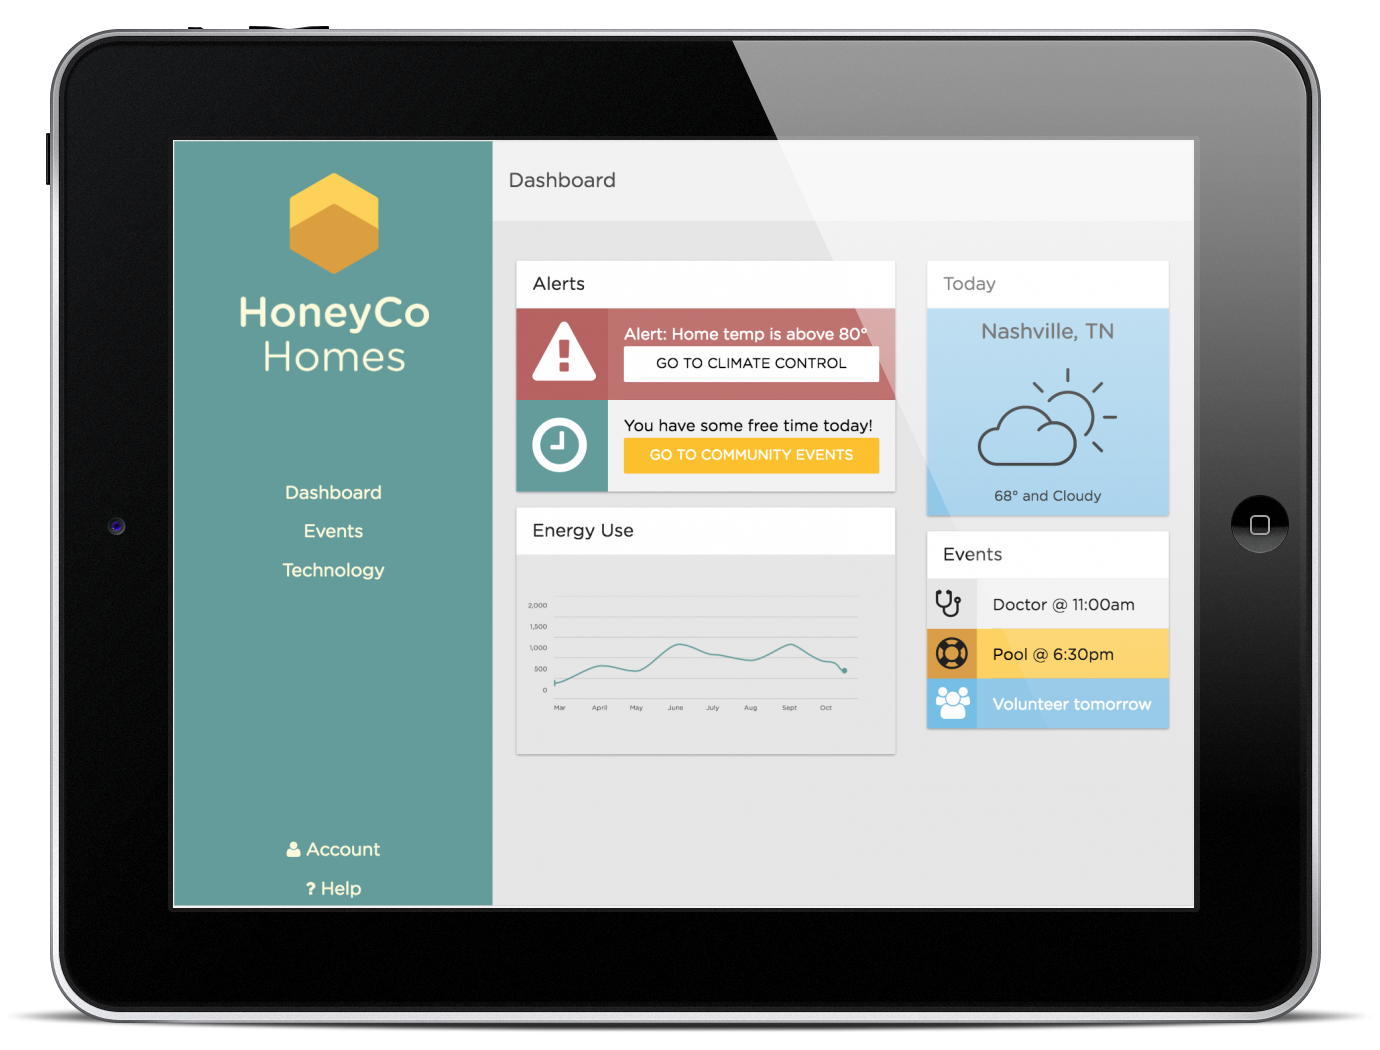 HoneyCo
Homes
Dashboard
Events
Technology
Account
? Help
Dashboard
Alerts
Alert: Home temp is above 80°
GO TO CLIMATE CONTROL
You have some free time today!
GO TO COMMUNITY EVENTS
Energy Use
2,000
1,500
1,000
500
0
Mar April May June July Aug Sept Oct
Today
Nashville, TN
68° and Cloudy
Events
Doctor @ 11:00am
Pool @ 6:30pm
Volunteer tomorrow